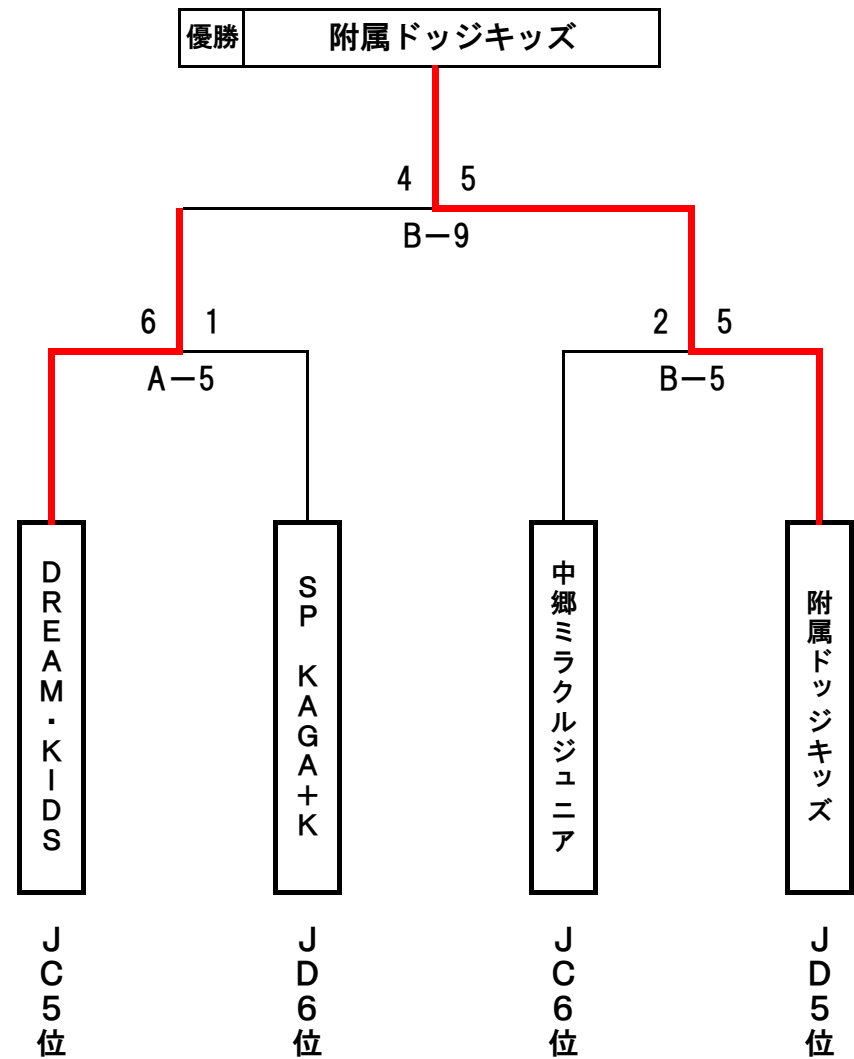 優勝 附属ドッジキッズ
4 5
B－9
6 1
2 5
A－5
B－5
DREAM・KIDS
SP KAGA＋K
中郷ミラクルジュニア
附属ドッジキッズ
JC5位
JD6位
JC6位
JD5位